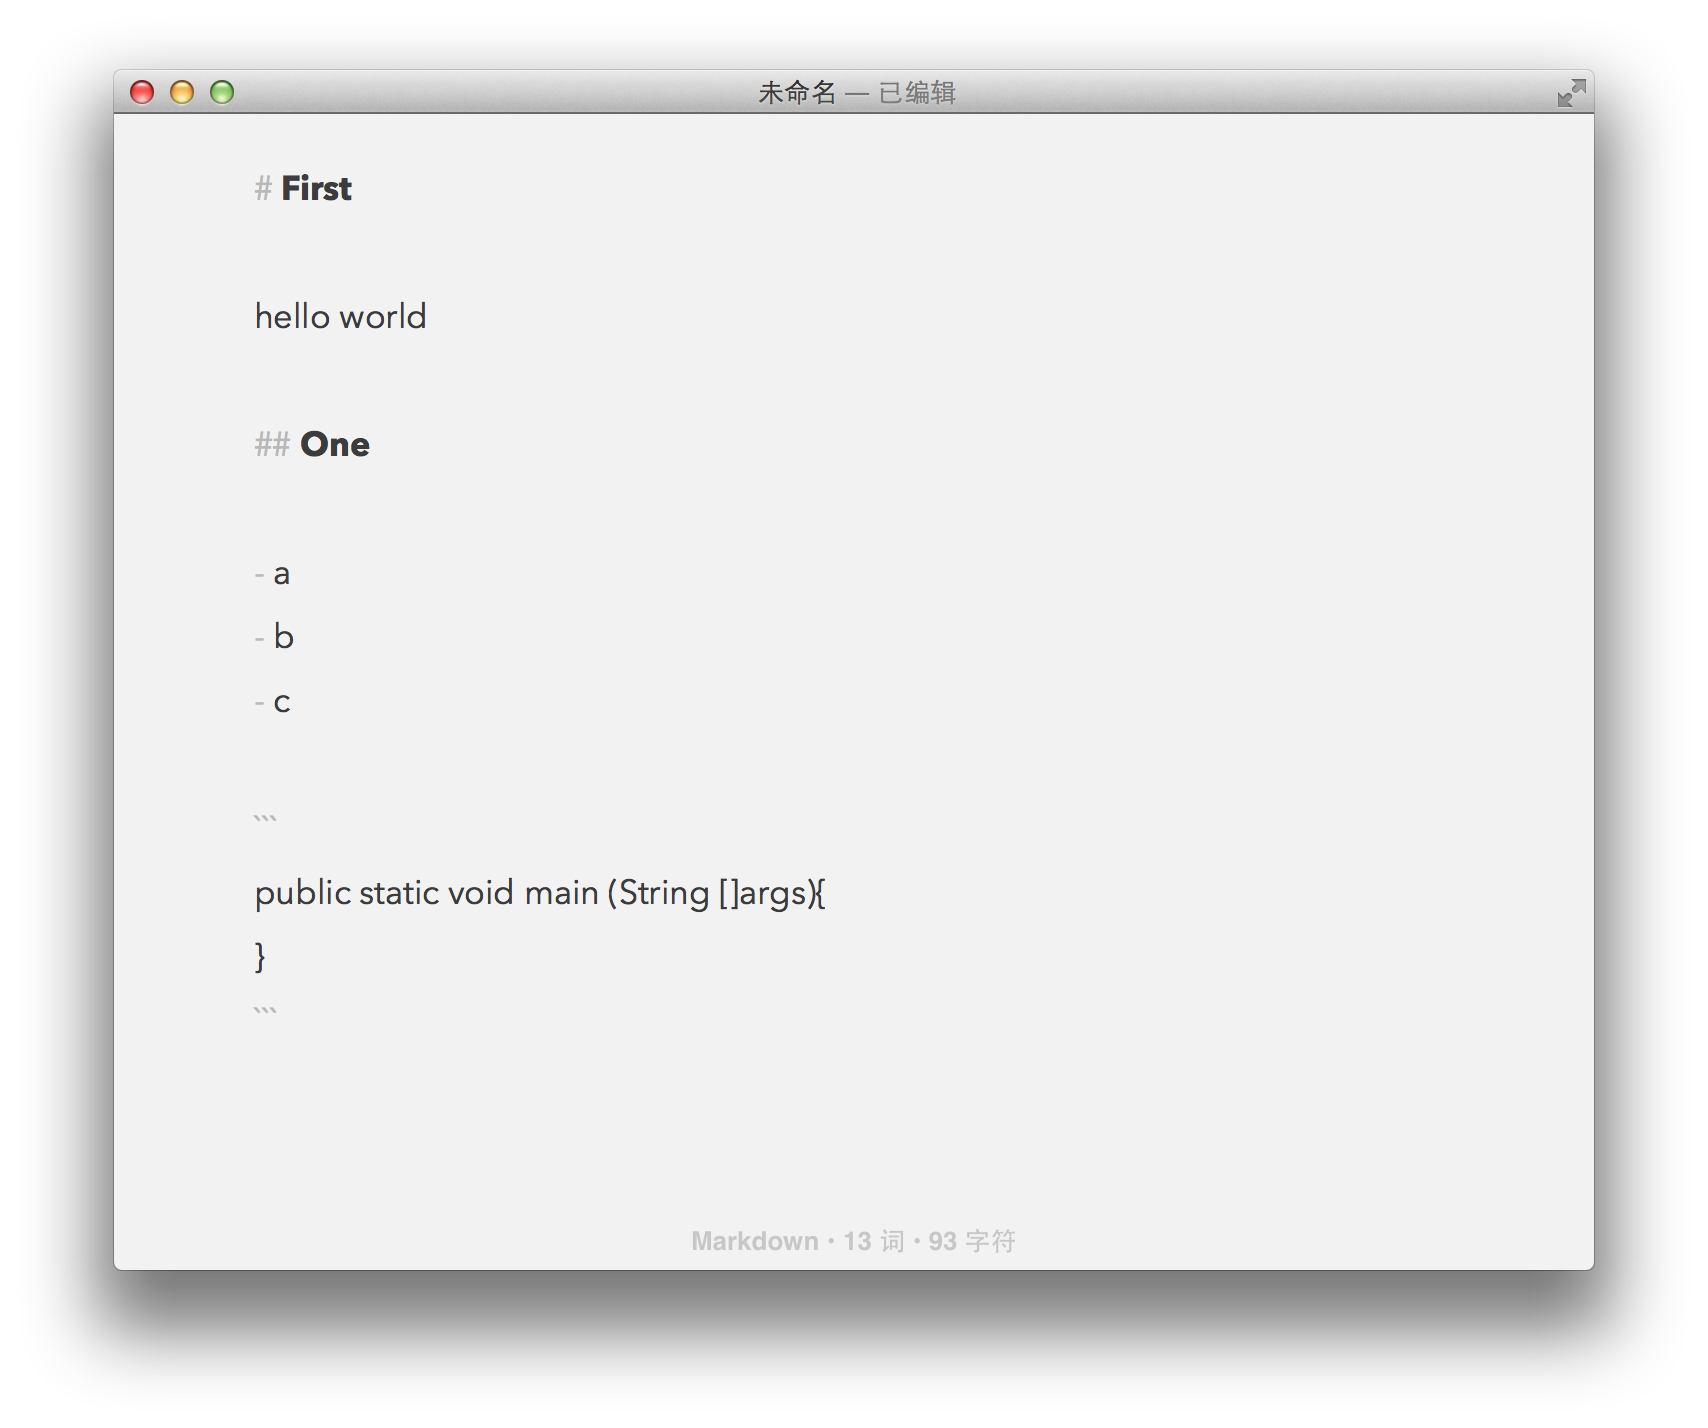 未命名 — 已编辑
# First
hello world
## One
- a
- b
- c
```
public static void main (String []args){
}
```
Markdown • 13 词 • 93 字符